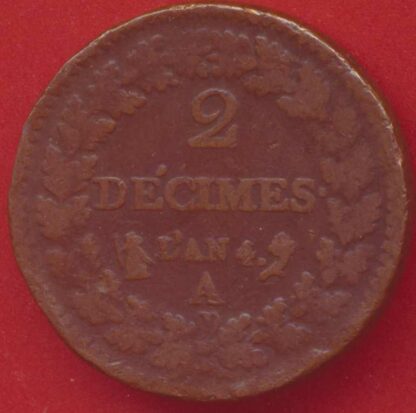 2
DÉCIMES.
L'AN 4.
A